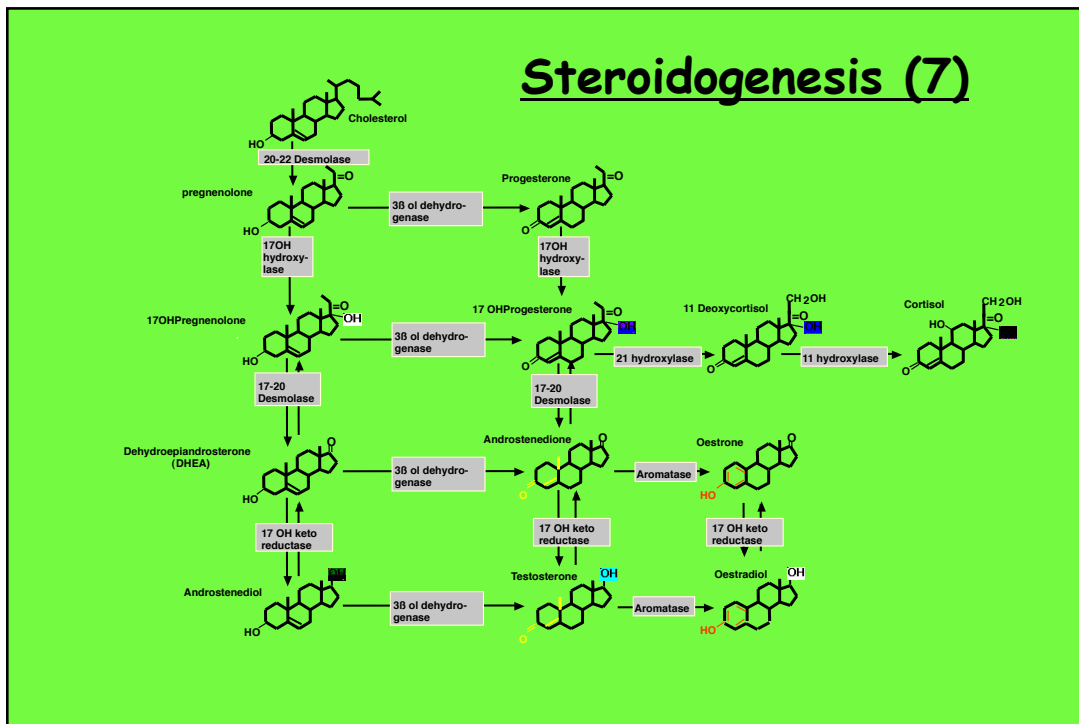 Steroidogenesis (7)
Cholesterol
HO
20-22 Desmolase
pregnenolone
=O
HO
3ß ol dehydro-
genase
Progesterone
=O
O
17OH
hydroxy-
lase
17OH
hydroxy-
lase
17OHPregnenolone
=O
OH
HO
3ß ol dehydro-
genase
17 OHProgesterone
=O
OH
O
21 hydroxylase
11 Deoxycortisol
CH2OH
=O
OH
O
11 hydroxylase
Cortisol
CH2OH
=O
HO
O
17-20
Desmolase
17-20
Desmolase
Dehydroepiandrosterone
(DHEA)
O
HO
3ß ol dehydro-
genase
Androstenedione
O
O
Aromatase
Oestrone
O
HO
17 OH keto
reductase
17 OH keto
reductase
17 OH keto
reductase
Androstenediol
OH
HO
3ß ol dehydro-
genase
Testosterone
OH
O
Aromatase
Oestradiol
OH
HO